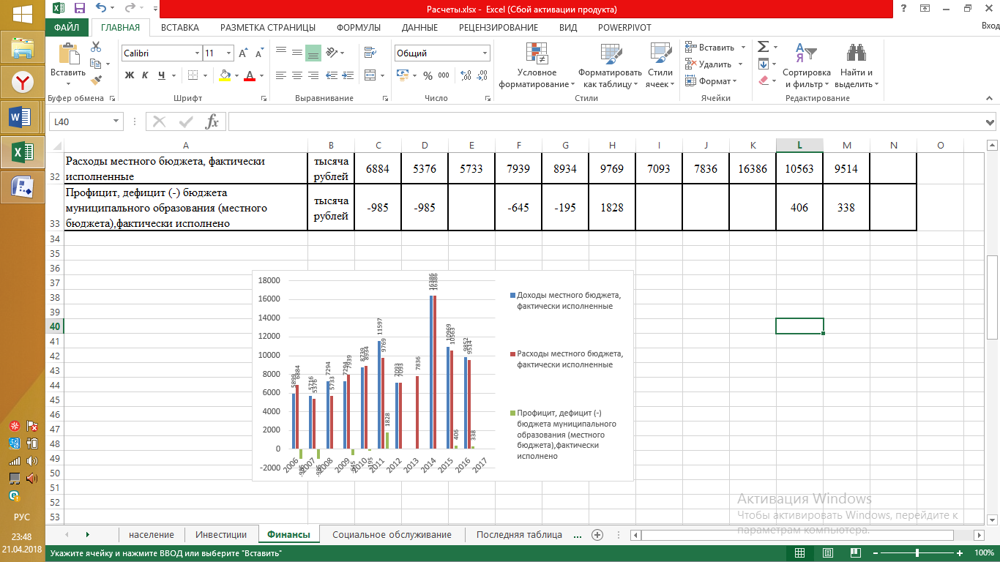 Расчеты.xlsx - Excel (Сбой активации продукта)
ФАЙЛ ГЛАВНАЯ ВСТАВКА РАЗМЕТКА СТРАНИЦЫ ФОРМУЛЫ ДАННЫЕ РЕЦЕНЗИРОВАНИЕ ВИД POWERPIVOT Вход
Вставить
Calibri 11
Ж К Ч
Общий
% 000
Условное форматирование
Форматировать как таблицу
Стили ячеек
Вставить
Удалить
Формат
Сортировка и фильтр
Найти и выделить
Буфер обмена Шрифт Выравнивание Число Стили Ячейки Редактирование
L40 fx
A B C D E F G H I J K L M N O
32 Расходы местного бюджета, фактически исполненные тысяча рублей 6884 5376 5733 7939 8934 9769 7093 7836 16386 10563 9514
33 Профицит, дефицит (-) бюджета муниципального образования (местного бюджета),фактически исполнено тысяча рублей -985 -985 -645 -195 1828 406 338
34
35
36
37
38
39
40
41
42
43
44
45
46
47
48
49
50
51
52
53
18000
16000
14000
12000
10000
8000
6000
4000
2000
0
-2000
5899 6884 5716 5376 7294 5733 7294 7939 8739 8934 11597 9769 7093 7093 7836 16386 16386 10969 10563 9852 9514
1828 406 338
2006 2007 2008 2009 2010 2011 2012 2013 2014 2015 2016 2017
Доходы местного бюджета,
фактически исполненные
Расходы местного бюджета,
фактически исполненные
Профицит, дефицит (-)
бюджета муниципального
образования (местного
бюджета),фактически
исполнено
Активация Windows
Чтобы активировать Windows, перейдите к
параметрам компьютера.
население Инвестиции Финансы Социальное обслуживание Последняя таблица ...
Укажите ячейку и нажмите ВВОД или выберите "Вставить" 100%
РУС
23:48
21.04.2018